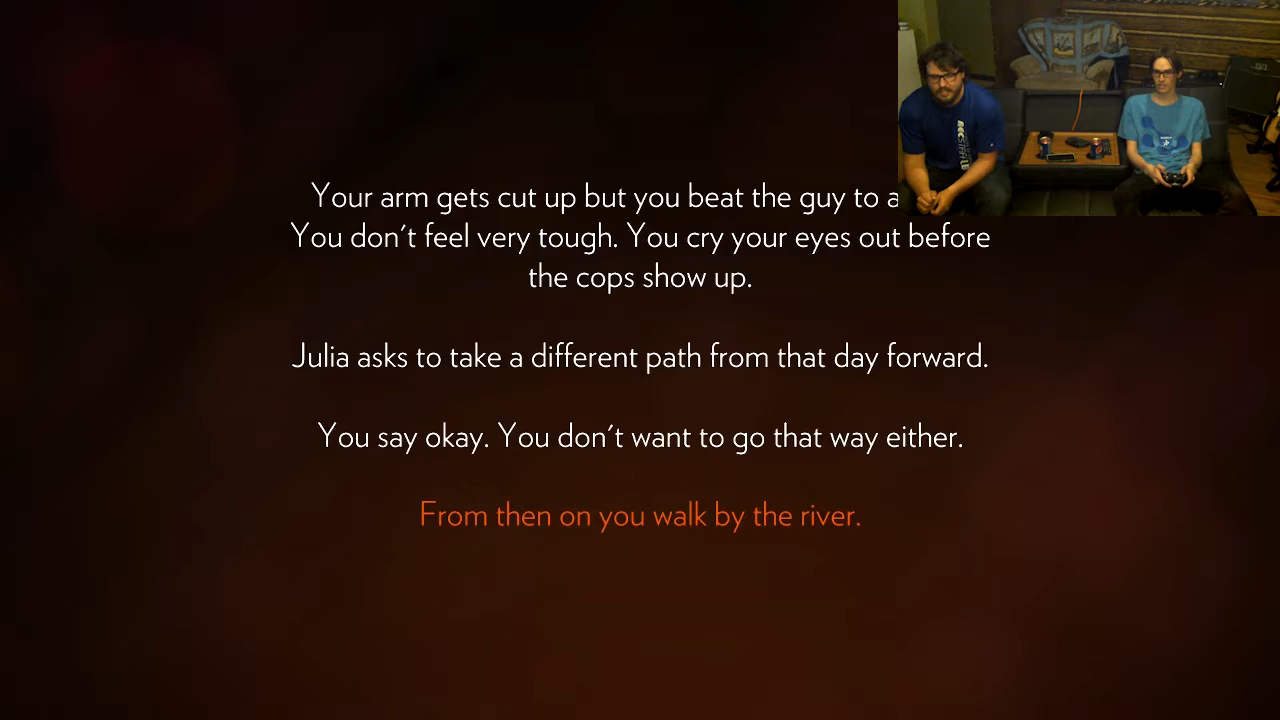 Your arm gets cut up but you beat the guy to a
You don't feel very tough. You cry your eyes out before
the cops show up.
Julia asks to take a different path from that day forward.
You say okay. You don't want to go that way either.
From then on you walk by the river.